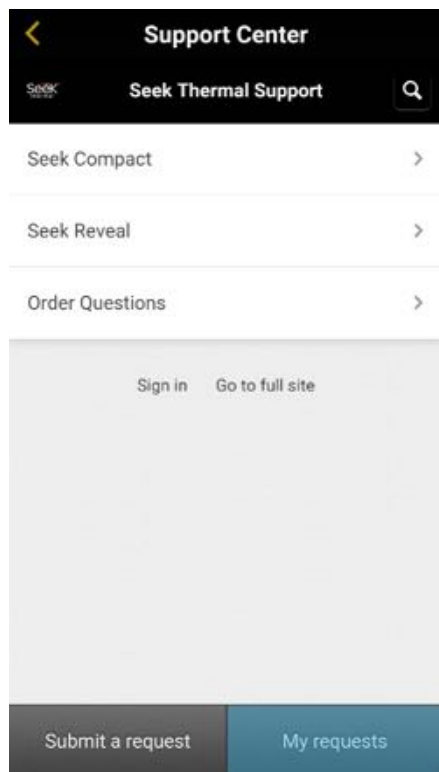 Support Center
Seek
Seek Thermal Support
Seek Compact
Seek Reveal
Order Questions
Sign in Go to full site
Submit a request My requests